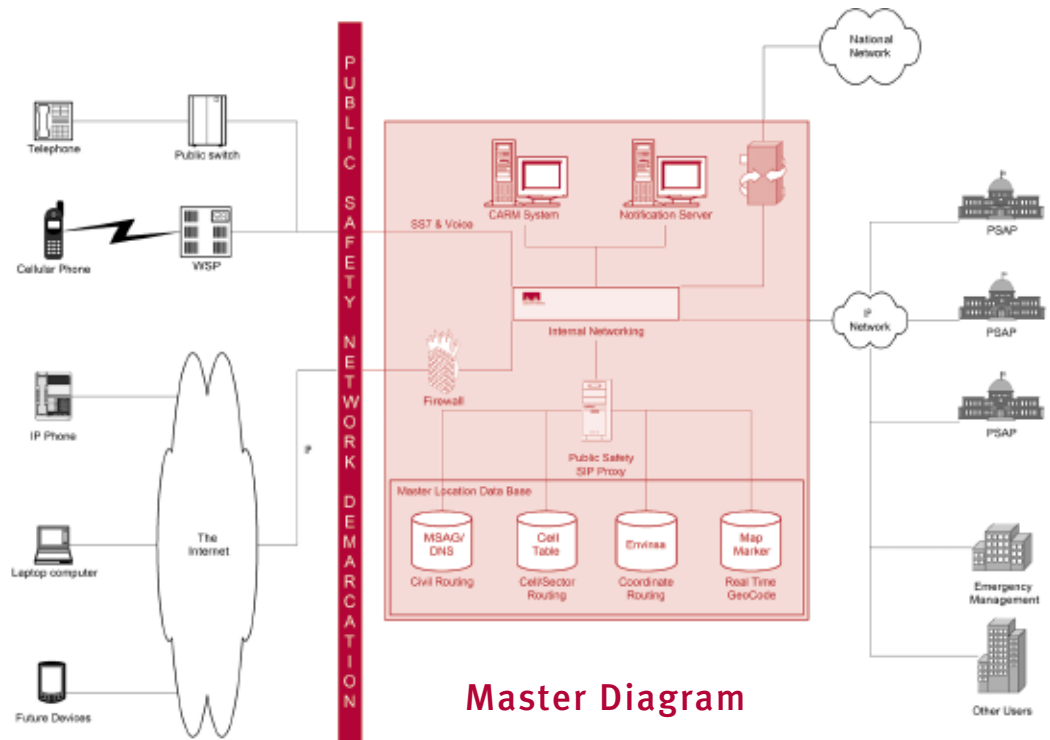 National
Network
PUBLIC SAFETY NETWORK DEMARCATION
Telephone
Public switch
CARM System
Notification Server
PSAP
SS7 & Voice
Cellular Phone
WSP
Internal Networking
IP
Network
PSAP
Firewall
IP Phone
IP
PSAP
Public Safety
SIP Proxy
Master Location Data Base
The
Internet
MSAG/
DNS
Cell
Table
Envinsa
Map
Marker
Laptop computer
Civil Routing
Cell/Sector
Routing
Coordinate
Routing
Real Time
GeoCode
Emergency
Management
Future Devices
Master Diagram
Other Users